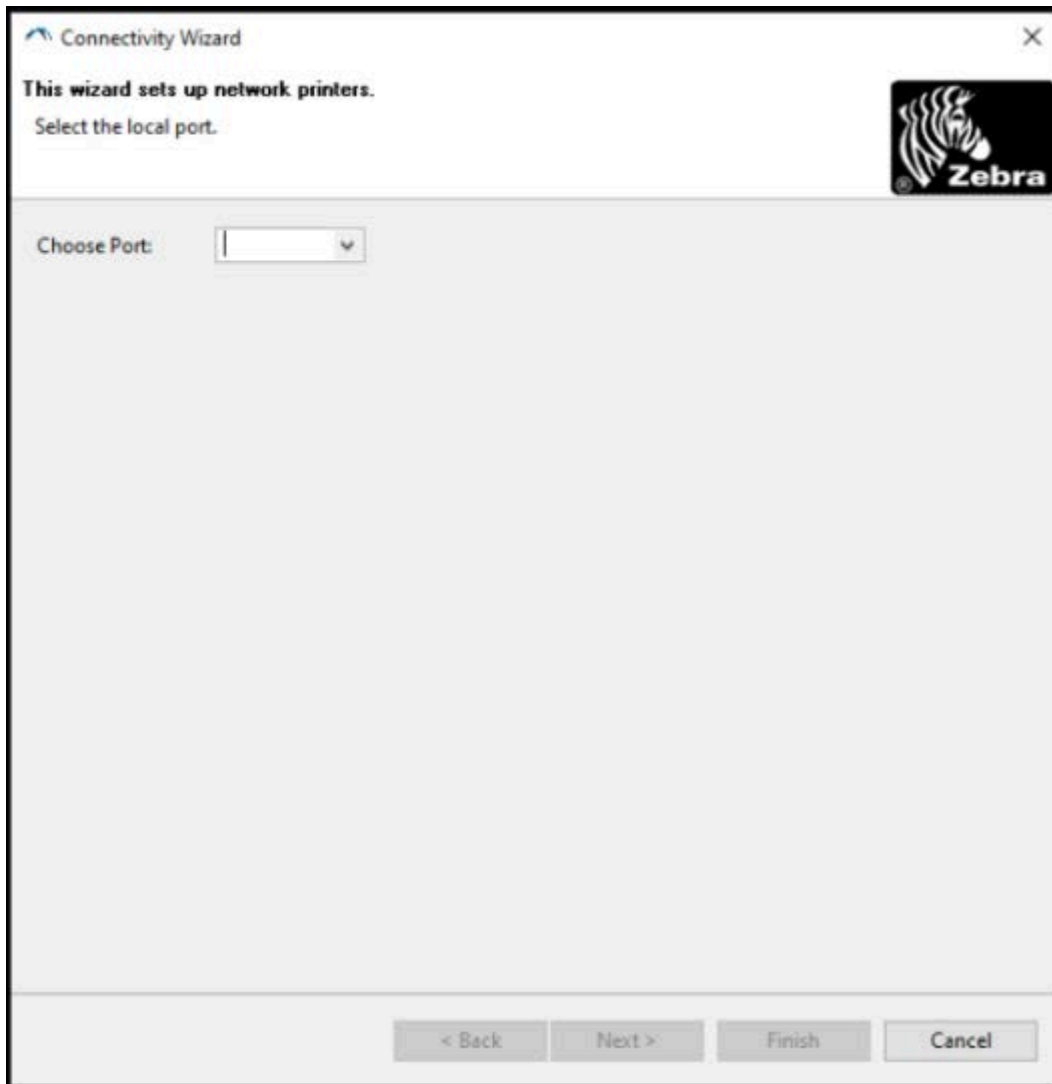 Connectivity Wizard
This wizard sets up network printers.
Select the local port.
® Zebra
Choose Port:
< Back Next > Finish Cancel